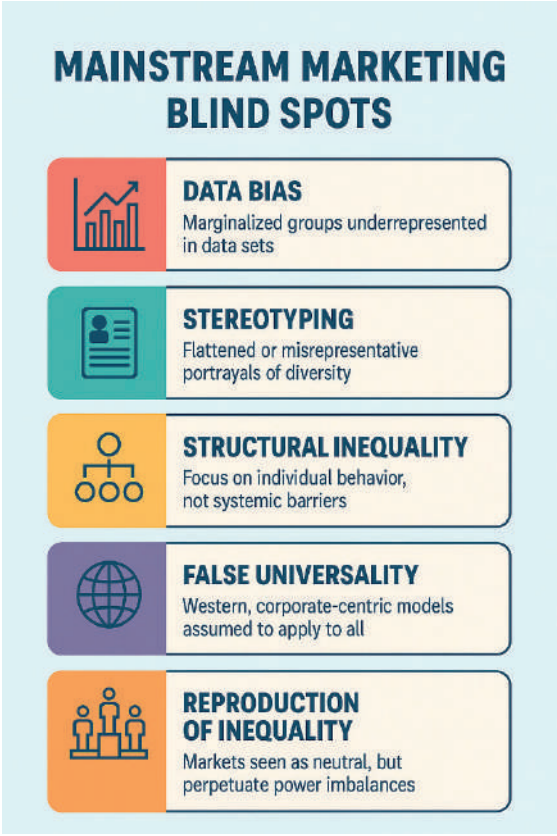 MAINSTREAM MARKETING
BLIND SPOTS
DATA BIAS
Marginalized groups underrepresented
in data sets
STEREOTYPING
Flattened or misrepresentative
portrayals of diversity
STRUCTURAL INEQUALITY
Focus on individual behavior,
not systemic barriers
FALSE UNIVERSALITY
Western, corporate-centric models
assumed to apply to all
REPRODUCTION
OF INEQUALITY
Markets seen as neutral, but
perpetuate power imbalances